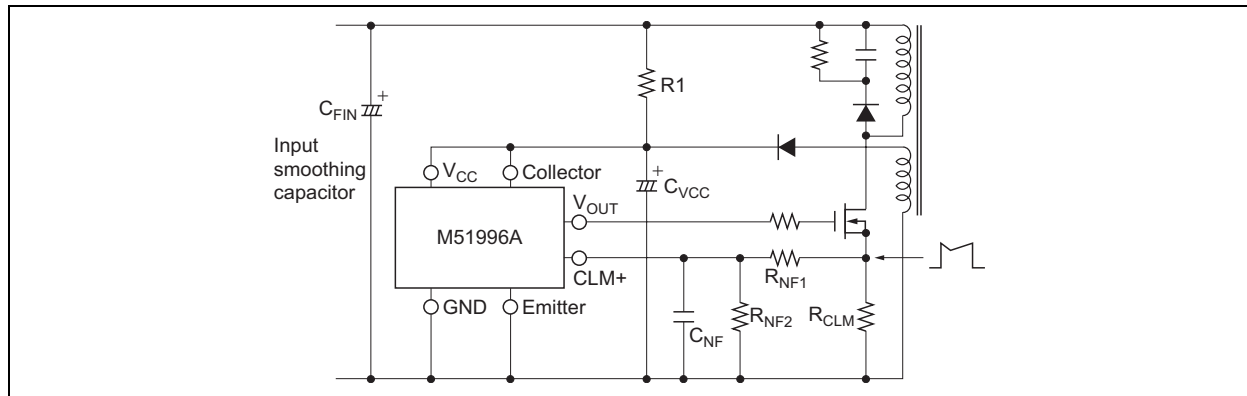 R1
C_FIN
+
Input
smoothing
capacitor
V_CC
Collector
+
C_VCC
V_OUT
M51996A
CLM+
R_NF1
GND
Emitter
C_NF
R_NF2
R_CLM